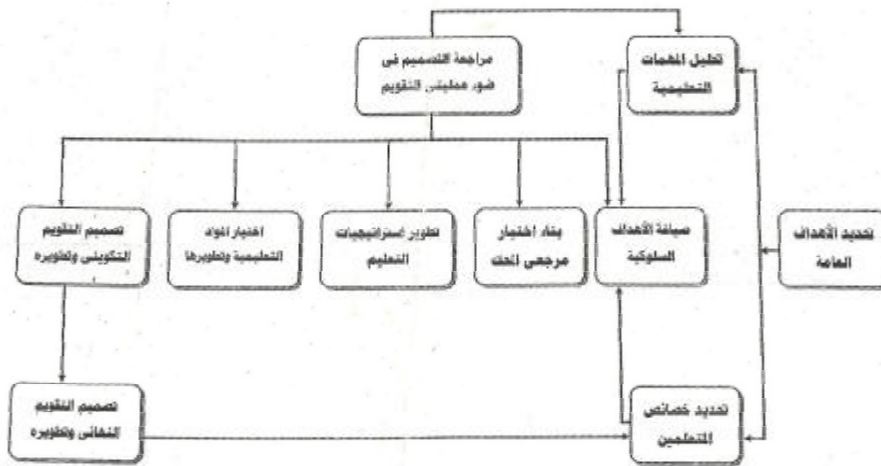 مراجعة التصميم فى
ضوء عمليتى التقويم
تحليل المهمات
التعليمية
تحديد الأهداف
العامة
صياغة الأهداف
السلوكية
بناء اختبار
مرجعى المحك
تطوير استراتيجيات
التعليم
اختيار المواد
التعليمية وتطويرها
تصميم التقويم
التكوينى وتطويره
تحديد خصائص
المتعلمين
تصميم التقويم
النهائى وتطويره